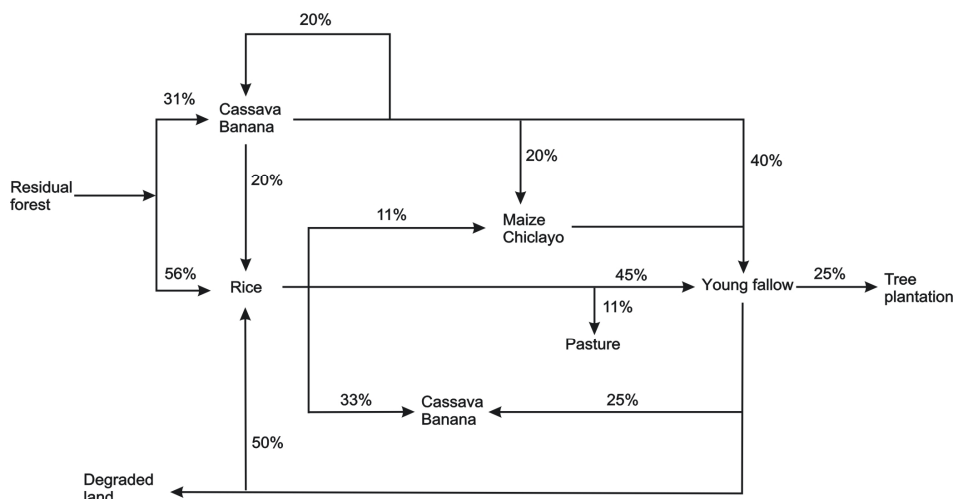 20%
31%
Cassava
Banana
20%
20%
40%
Residual
forest
11%
Maize
Chiclayo
56%
Rice
45%
Young fallow
25%
Tree
plantation
11%
Pasture
33%
Cassava
Banana
25%
50%
Degraded
land